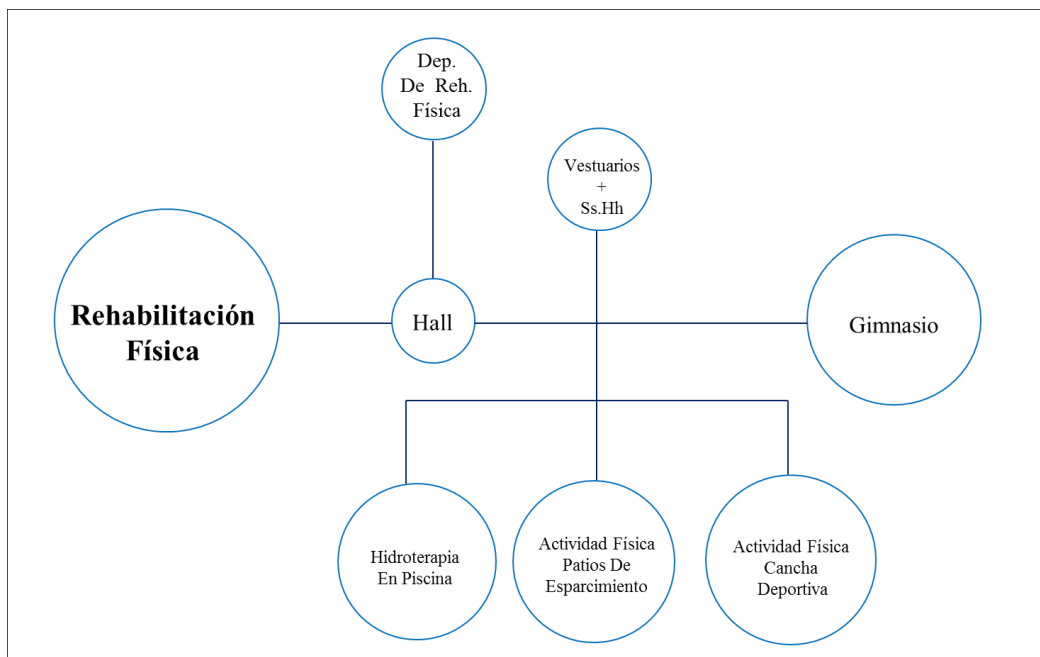 Dep.
De Reh.
Física
Vestuarios
+
Ss.Hh
Rehabilitación
Física
Hall
Gimnasio
Hidroterapia
En Piscina
Actividad Física
Patios De
Esparcimiento
Actividad Física
Cancha
Deportiva